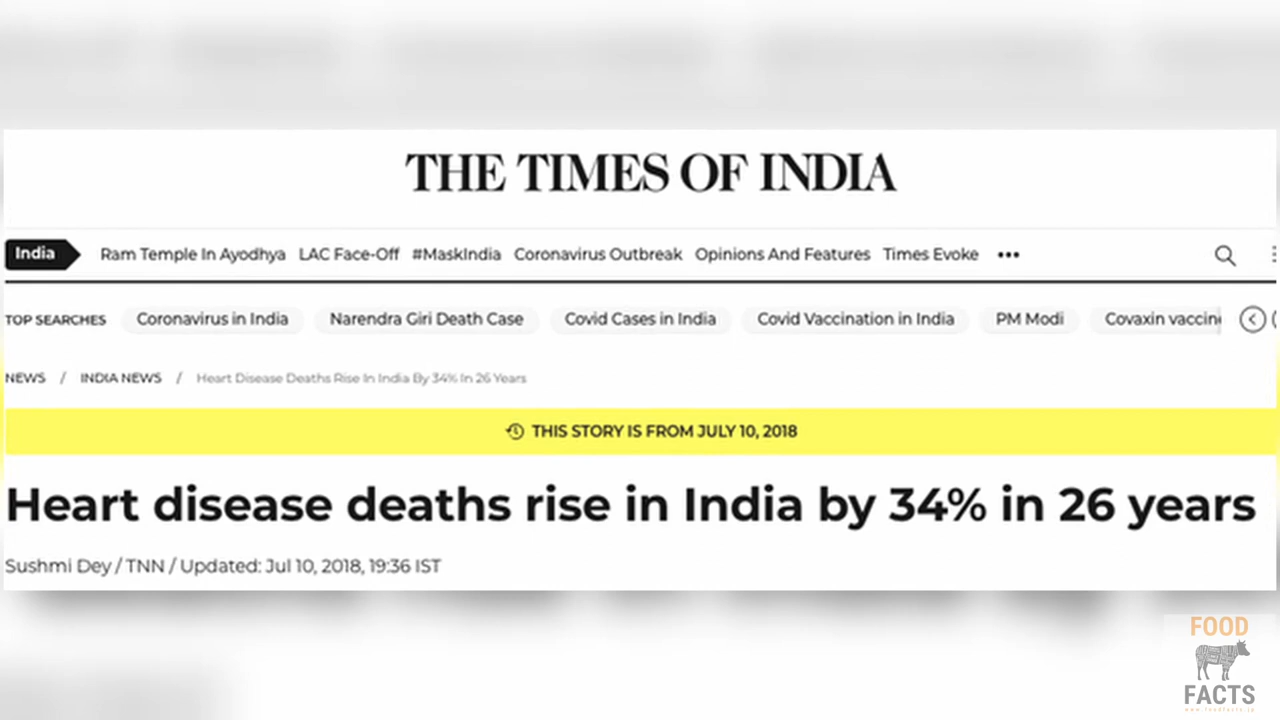 THE TIMES OF INDIA
India Ram Temple In Ayodhya LAC Face-Off #MaskIndia Coronavirus Outbreak Opinions And Features Times Evoke •••
TOP SEARCHES Coronavirus in India Narendra Giri Death Case Covid Cases in India Covid Vaccination in India PM Modi Covaxin
NEWS / INDIA NEWS / Heart Disease Deaths Rise In India By 34% In 26 Years
THIS STORY IS FROM JULY 10, 2018
Heart disease deaths rise in India by 34% in 26 years
Sushmi Dey / TNN / Updated: Jul 10, 2018, 19:36 IST
FOOD
FACTS